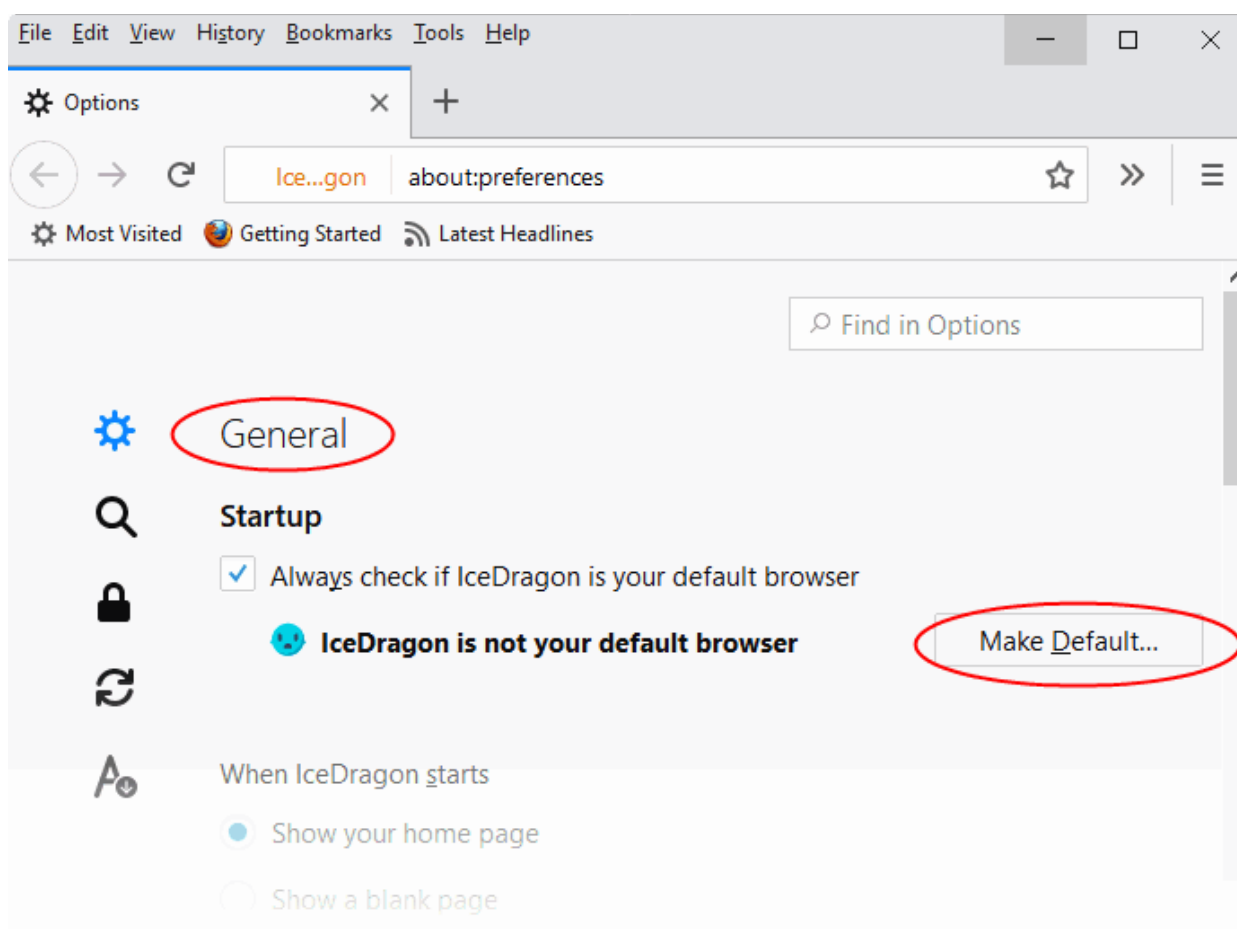 File Edit View History Bookmarks Tools Help
Options
Ice...gon about:preferences
Most Visited Getting Started Latest Headlines
Find in Options
General
Startup
Always check if IceDragon is your default browser
IceDragon is not your default browser Make Default...
When IceDragon starts
Show your home page
Show a blank page